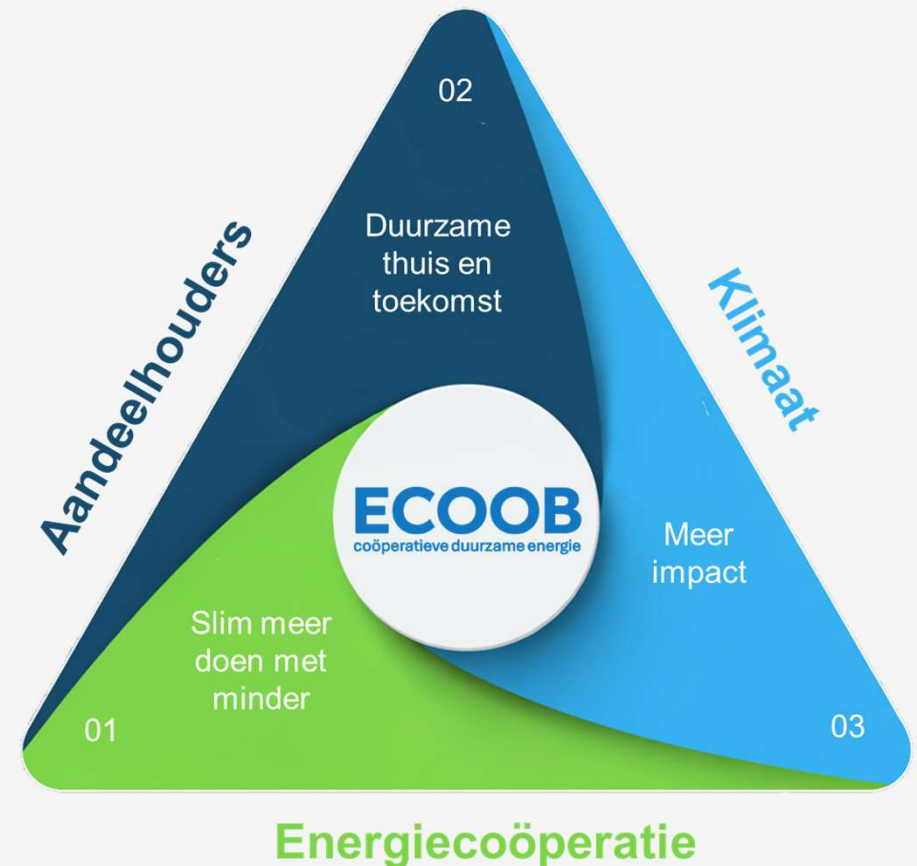 02
Duurzame
thuis en
toekomst
Aandeelhouders
Klimaat
ECOOB
coöperatieve duurzame energie
Meer
impact
Slim meer
doen met
minder
01
03
Energiecoöperatie